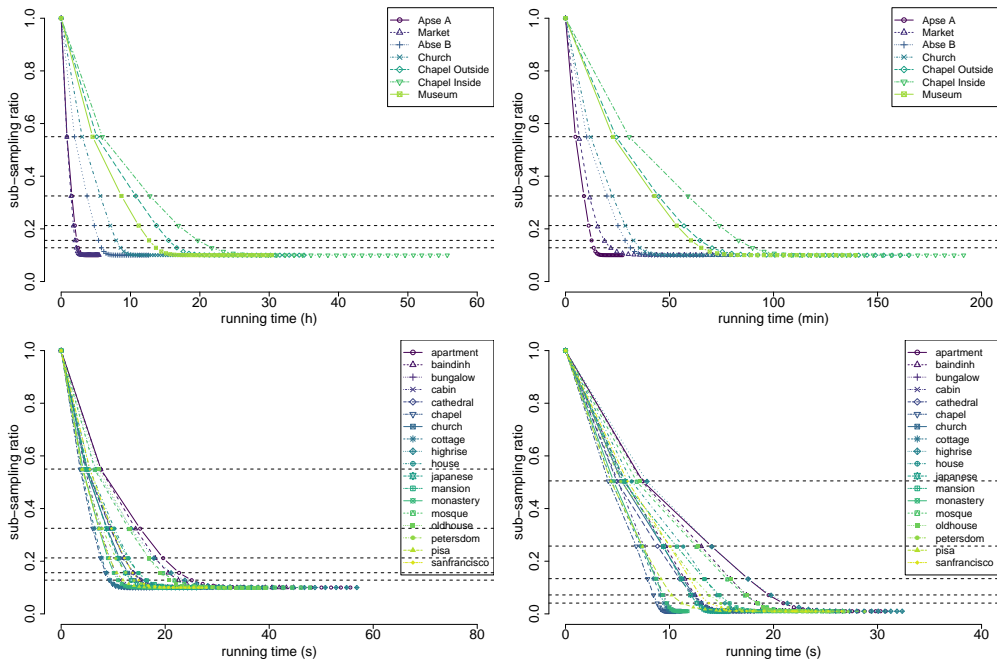 sub−sampling ratio
0.0 0.2 0.4 0.6 0.8 1.0
Apse A
Market
Abse B
Church
Chapel Outside
Chapel Inside
Museum
0 10 20 30 40 50 60
running time (h)
sub−sampling ratio
0.0 0.2 0.4 0.6 0.8 1.0
Apse A
Market
Abse B
Church
Chapel Outside
Chapel Inside
Museum
0 50 100 150 200
running time (min)
sub−sampling ratio
0.0 0.2 0.4 0.6 0.8 1.0
apartment
baindinh
bungalow
cabin
cathedral
chapel
church
cottage
highrise
house
japanese
mansion
monastery
mosque
oldhouse
petersdom
pisa
sanfrancisco
0 20 40 60 80
running time (s)
sub−sampling ratio
0.0 0.2 0.4 0.6 0.8 1.0
apartment
baindinh
bungalow
cabin
cathedral
chapel
church
cottage
highrise
house
japanese
mansion
monastery
mosque
oldhouse
petersdom
pisa
sanfrancisco
0 10 20 30 40
running time (s)